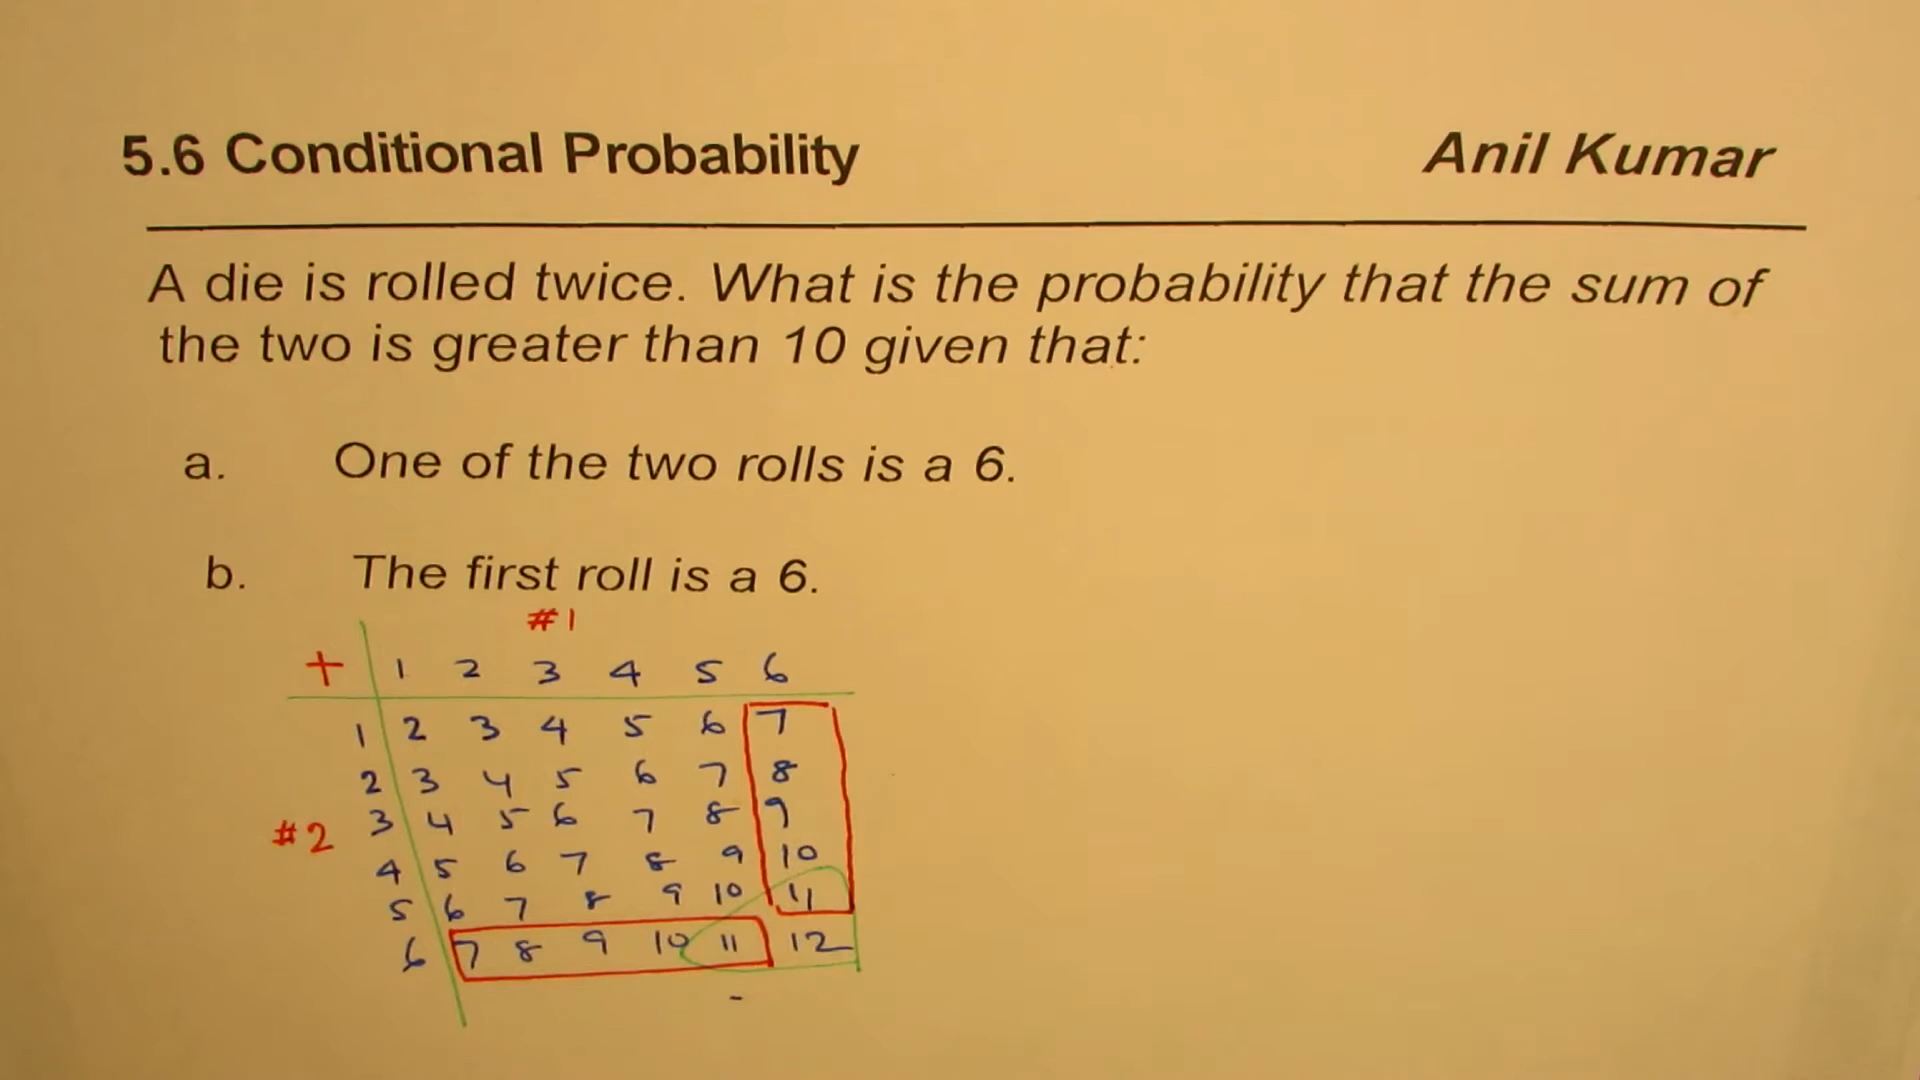 5.6 Conditional Probability Anil Kumar
A die is rolled twice. What is the probability that the sum of
the two is greater than 10 given that:
a. One of the two rolls is a 6.
b. The first roll is a 6.
#1
+ 1 2 3 4 5 6
1 2 3 4 5 6 7
2 3 4 5 6 7 8
#2 3 4 5 6 7 8 9
4 5 6 7 8 9 10
5 6 7 8 9 10 11
6 7 8 9 10 11 12